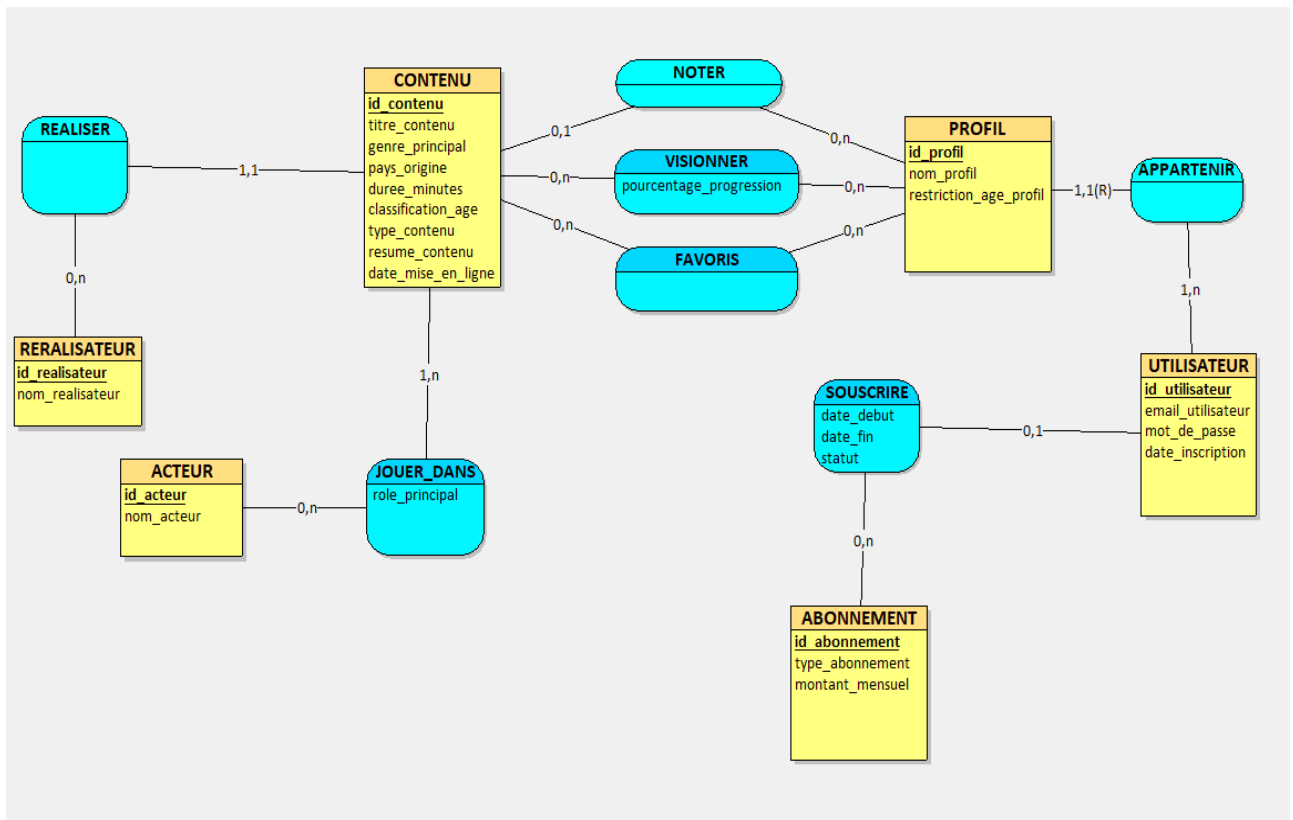 NOTER
CONTENU
id_contenu
titre_contenu
genre_principal
pays_origine
duree_minutes
classification_age
type_contenu
resume_contenu
date_mise_en_ligne
REALISER
1,1
0,1
0,n
VISIONNER
pourcentage_progression
0,n
0,n
PROFIL
id_profil
nom_profil
restriction_age_profil
1,1(R)
APPARTENIR
0,n
0,n
FAVORIS
0,n
1,n
RERALISATEUR
id_realisateur
nom_realisateur
1,n
SOUSCRIRE
date_debut
date_fin
statut
0,1
UTILISATEUR
id_utilisateur
email_utilisateur
mot_de_passe
date_inscription
ACTEUR
id_acteur
nom_acteur
0,n
JOUER_DANS
role_principal
0,n
ABONNEMENT
id_abonnement
type_abonnement
montant_mensuel